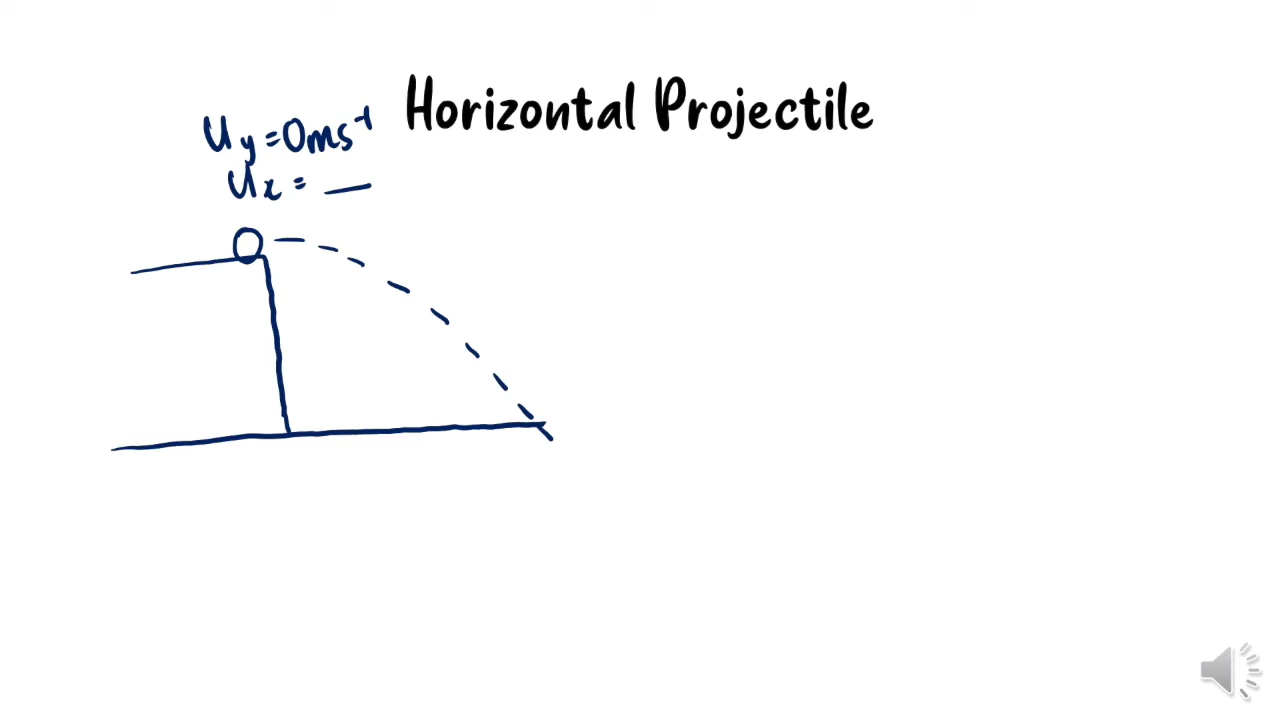 Horizontal Projectile
uy = 0ms⁻¹
ux = __